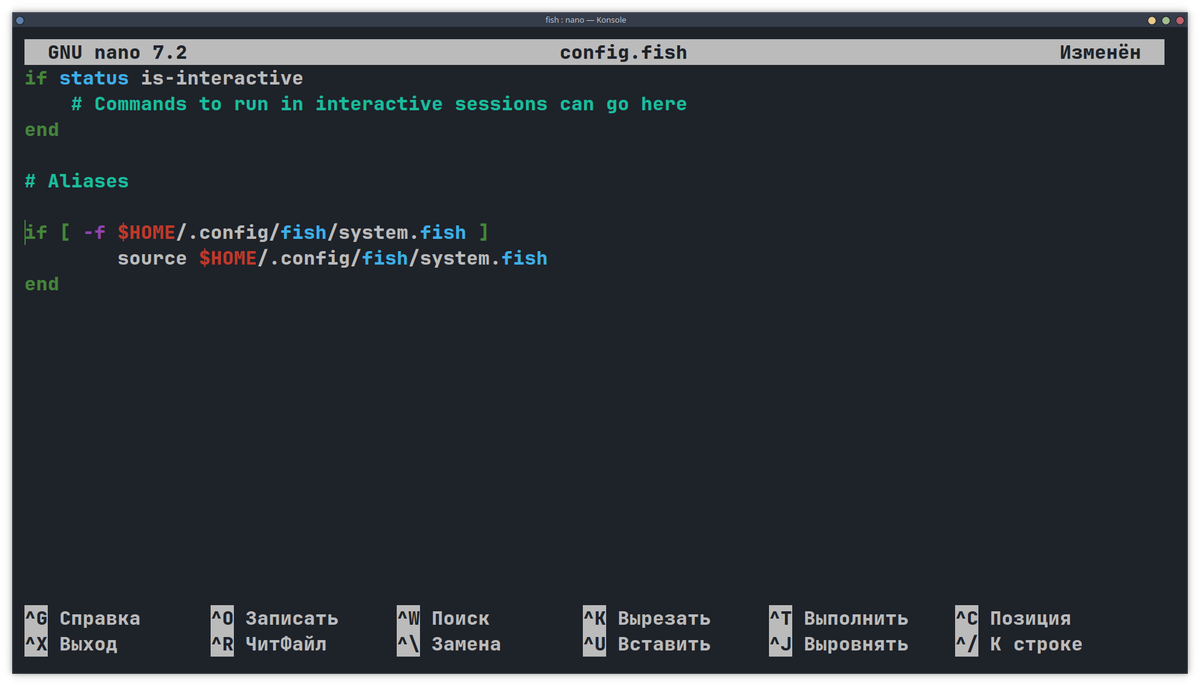 fish : nano — Konsole
GNU nano 7.2 config.fish Изменён
if status is-interactive
    # Commands to run in interactive sessions can go here
end
# Aliases
if [ -f $HOME/.config/fish/system.fish ]
        source $HOME/.config/fish/system.fish
end
^G Справка ^O Записать ^W Поиск ^K Вырезать ^T Выполнить ^C Позиция
^X Выход ^R ЧитФайл ^\ Замена ^U Вставить ^J Выровнять ^/ К строке